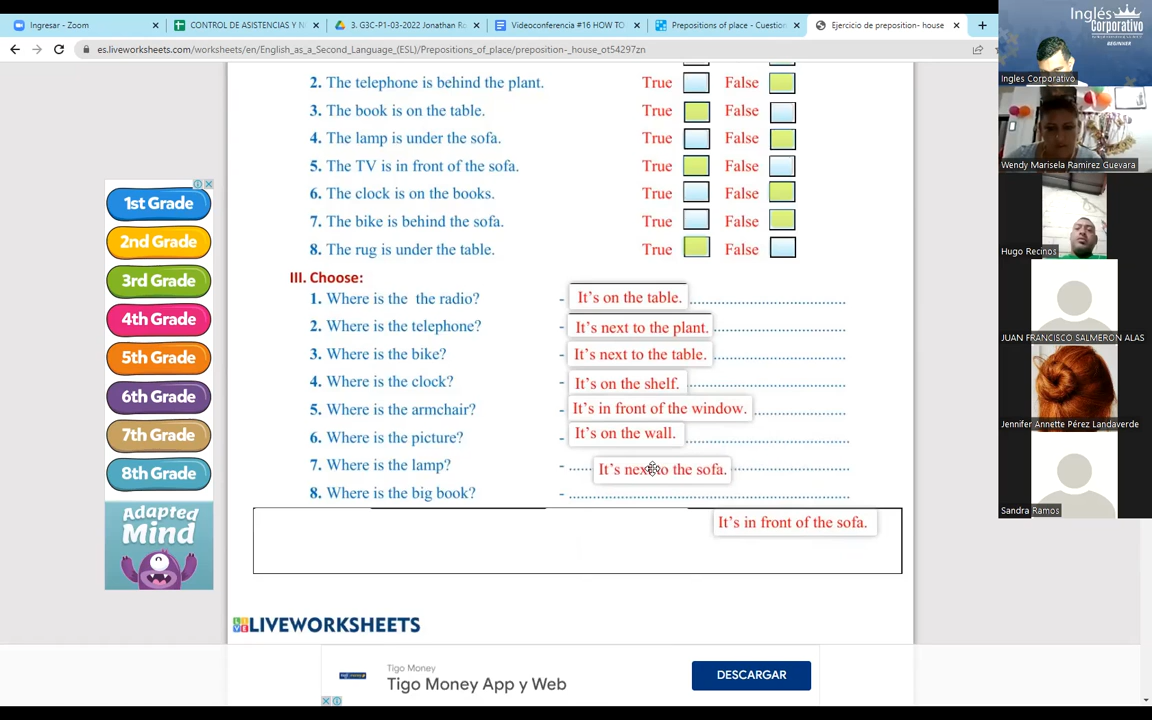 Ingresar - Zoom
CONTROL DE ASISTENCIAS Y N
3. G3C-P1-03-2022 Jonathan Ro
Videoconferencia #16 HOW TO
Prepositions of place - Cuestion
Ejercicio de preposition- house
es.liveworksheets.com/worksheets/en/English_as_a_Second_Language_(ESL)/Prepositions_of_place/preposition-_house_ot54297zn
2. The telephone is behind the plant. True False
3. The book is on the table. True False
4. The lamp is under the sofa. True False
5. The TV is in front of the sofa. True False
6. The clock is on the books. True False
7. The bike is behind the sofa. True False
8. The rug is under the table. True False
III. Choose:
1. Where is the the radio? - It's on the table.
2. Where is the telephone? - It's next to the plant.
3. Where is the bike? - It's next to the table.
4. Where is the clock? - It's on the shelf.
5. Where is the armchair? - It's in front of the window.
6. Where is the picture? - It's on the wall.
7. Where is the lamp? - It's next to the sofa.
8. Where is the big book? -
It's in front of the sofa.
LIVEWORKSHEETS
1st Grade
2nd Grade
3rd Grade
4th Grade
5th Grade
6th Grade
7th Grade
8th Grade
Adapted
Mind
Tigo Money
Tigo Money App y Web
DESCARGAR
Inglés
Corporativo
BEGINNER
Ingles Corporativo
Wendy Marisela Ramirez Guevara
Hugo Recinos
JUAN FRANCISCO SALMERON ALAS
Jennifer Annette Pérez Landaverde
Sandra Ramos